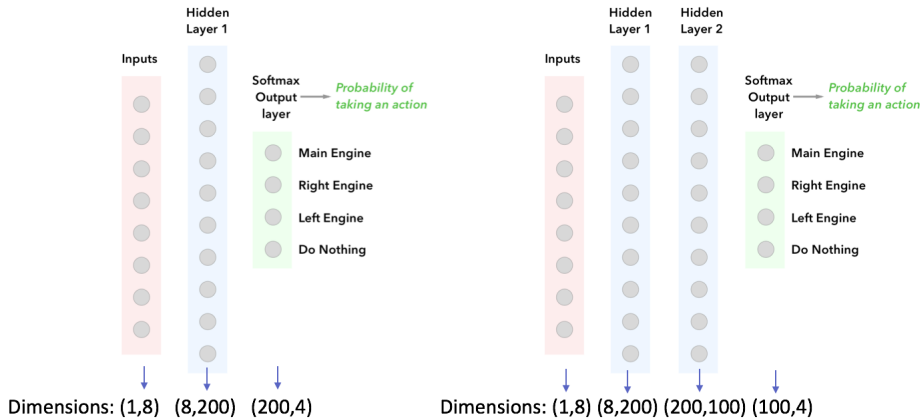 Hidden
Layer 1
Inputs
Softmax
Output
layer
Probability of
taking an action
Main Engine
Right Engine
Left Engine
Do Nothing
Dimensions: (1,8) (8,200) (200,4)
Hidden
Layer 1
Hidden
Layer 2
Inputs
Softmax
Output
layer
Probability of
taking an action
Main Engine
Right Engine
Left Engine
Do Nothing
Dimensions: (1,8) (8,200) (200,100) (100,4)